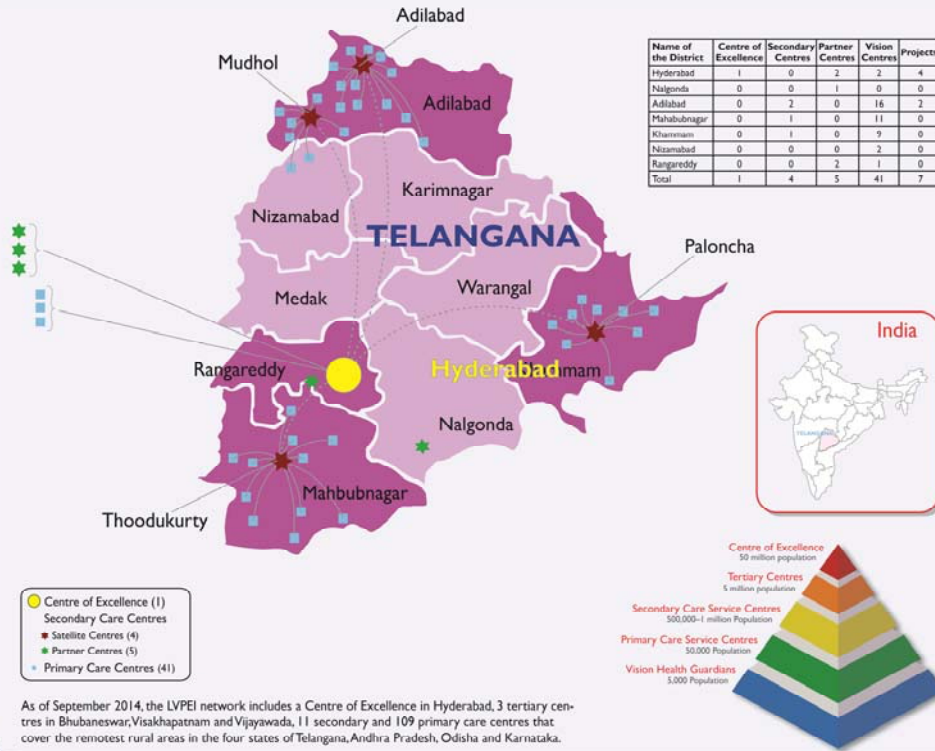 Adilabad
Mudhol
Adilabad
Karimnagar
Nizamabad
TELANGANA
Paloncha
Warangal
Medak
Rangareddy
Hyderabad
Nalgonda
Mahbubnagar
Thoodukurty
Name of the District Centre of Excellence Secondary Centres Partner Centres Vision Centres Projects
Hyderabad 1 0 2 2 4
Nalgonda 0 0 1 0 0
Adilabad 0 2 0 16 2
Mahabubnagar 0 1 0 11 0
Khammam 0 1 0 9 0
Nizamabad 0 0 0 2 0
Rangareddy 0 0 2 1 0
Total 1 4 5 41 7
India
TELANGANA
Centre of Excellence
50 million population
Tertiary Centres
5 million population
Secondary Care Service Centres
500,000–1 million Population
Primary Care Service Centres
50,000 Population
Vision Health Guardians
5,000 Population
Centre of Excellence (1)
Secondary Care Centres
Satellite Centres (4)
Partner Centres (5)
Primary Care Centres (41)
As of September 2014, the LVPEI network includes a Centre of Excellence in Hyderabad, 3 tertiary cen-
tres in Bhubaneswar, Visakhapatnam and Vijayawada, 11 secondary and 109 primary care centres that
cover the remotest rural areas in the four states of Telangana, Andhra Pradesh, Odisha and Karnataka.